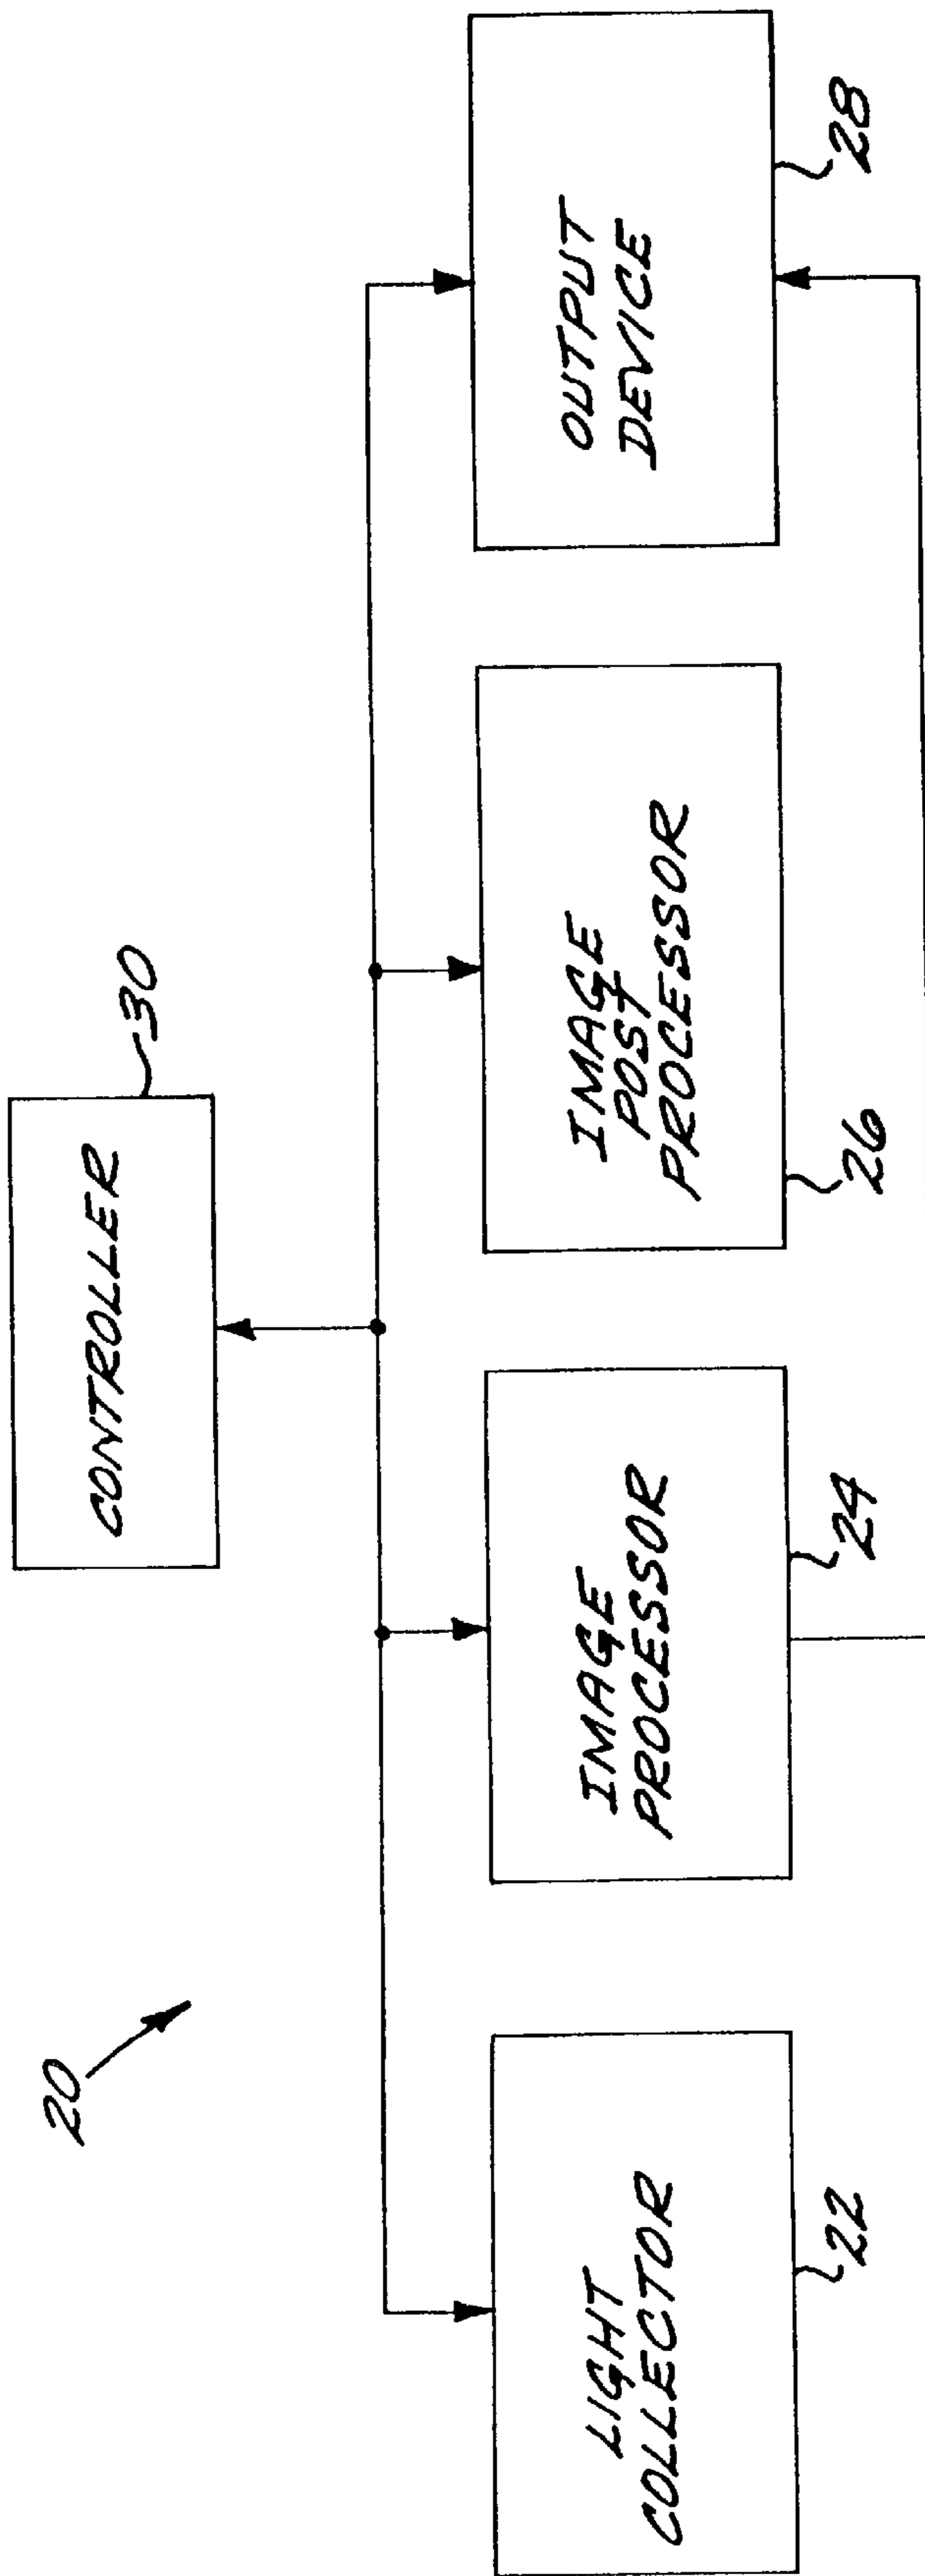 20
CONTROLLER
30
LIGHT
COLLECTOR
22
IMAGE
PROCESSOR
24
IMAGE
POST
PROCESSOR
26
OUTPUT
DEVICE
28